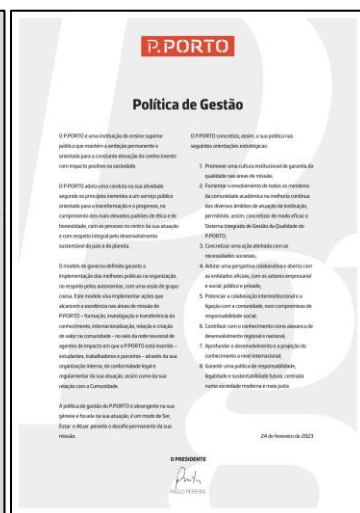 P.PORTO
Política de Gestão
O P.PORTO é uma instituição de ensino superior
pública que mantém a ambição permanente e
orientada para a constante elevação do conhecimento
com impacto positivo na sociedade.
O P.PORTO adota uma conduta na sua atividade
segundo os princípios inerentes a um serviço público
orientada para a transformação e o progresso, no
cumprimento dos mais elevados padrões de ética e de
honestidade, com as pessoas no centro da sua atuação
e com respeito integral pelo desenvolvimento
sustentável do país e do planeta.
O modelo de governo definido garante a
implementação das melhores práticas na organização,
no respeito pelas autonomias, com uma visão de grupo
coesa. Este modelo visa implementar ações que
alcancem a excelência nas áreas de missão do
P.PORTO – formação, investigação e transferência do
conhecimento, internacionalização, relação e criação
de valor na comunidade – no seio da rede neuronal de
agentes de impacto em que o P.PORTO está inserido –
estudantes, trabalhadores e parceiros – através da sua
organização interna, da conformidade legal e
regulamentar da sua atuação, assim como da sua
relação com a Comunidade.
A política de gestão do P.PORTO é abrangente na sua
génese e focada na sua atuação, é um modo de Ser,
Estar e Atuar perante o desafio permanente da sua
missão.
O P.PORTO concretiza, assim, a sua política nas
seguintes orientações estratégicas:
1. Promover uma cultura institucional de garantia da
qualidade nas áreas de missão;
2. Fomentar o envolvimento de todos os membros
da comunidade académica na melhoria contínua
dos diversos âmbitos de atuação da instituição,
permitindo, assim, concretizar de modo eficaz o
Sistema Integrado de Gestão da Qualidade do
P.PORTO;
3. Concretizar uma ação alinhada com as
necessidades societais;
4. Adotar uma perspetiva colaborativa e aberta com
as entidades oficiais, com os setores empresarial
e social, público e privado;
5. Potenciar a colaboração interinstitucional e a
ligação com a comunidade, num compromisso de
responsabilidade social;
6. Contribuir com o conhecimento como alavanca de
desenvolvimento regional e nacional;
7. Aprofundar o desenvolvimento e a projeção do
conhecimento a nível internacional;
8. Garantir uma política de responsabilidade,
legalidade e sustentabilidade futura, centrada
numa sociedade moderna e mais justa.
24 de fevereiro de 2023
O PRESIDENTE
PAULO PEREIRA